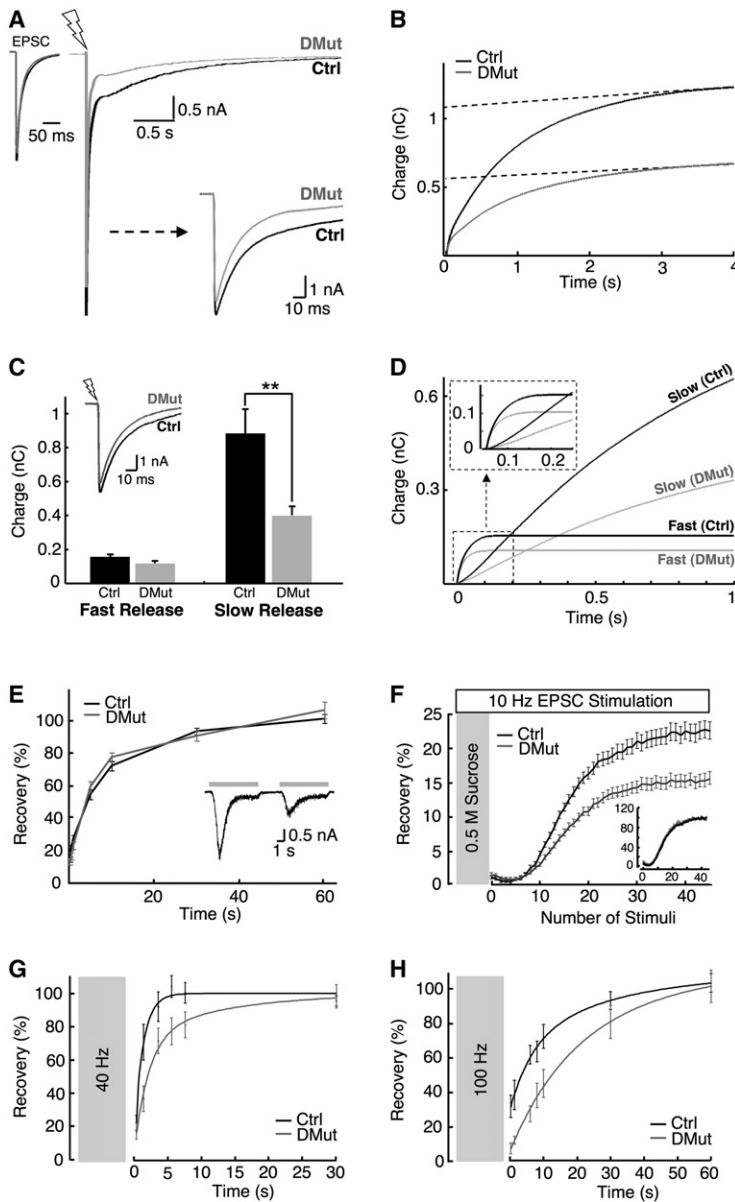 A
EPSC
50 ms
DMut
Ctrl
0.5 nA
0.5 s
DMut
Ctrl
1 nA
10 ms
B
Ctrl
DMut
Charge (nC)
1
0.5
0 1 2 3 4
Time (s)
C
DMut
Ctrl
1 nA
10 ms
**
Charge (nC)
1
0.8
0.6
0.4
0.2
0
Ctrl DMut Ctrl DMut
Fast Release Slow Release
D
0.1
0
0.1 0.2
Slow (Ctrl)
Slow (DMut)
Fast (Ctrl)
Fast (DMut)
Charge (nC)
0.6
0.3
0 0.5 1
Time (s)
E
Ctrl
DMut
Recovery (%)
100
80
60
40
20
0
0.5 nA
1 s
20 40 60
Time (s)
F
10 Hz EPSC Stimulation
0.5 M Sucrose
Ctrl
DMut
Recovery (%)
25
20
15
10
5
0
120
80
40
0
0 20 40
0 10 20 30 40
Number of Stimuli
G
40 Hz
Ctrl
DMut
Recovery (%)
100
80
60
40
20
0
0 5 10 15 20 25 30
Time (s)
H
100 Hz
Ctrl
DMut
Recovery (%)
100
80
60
40
20
0
0 10 20 30 40 50 60
Time (s)